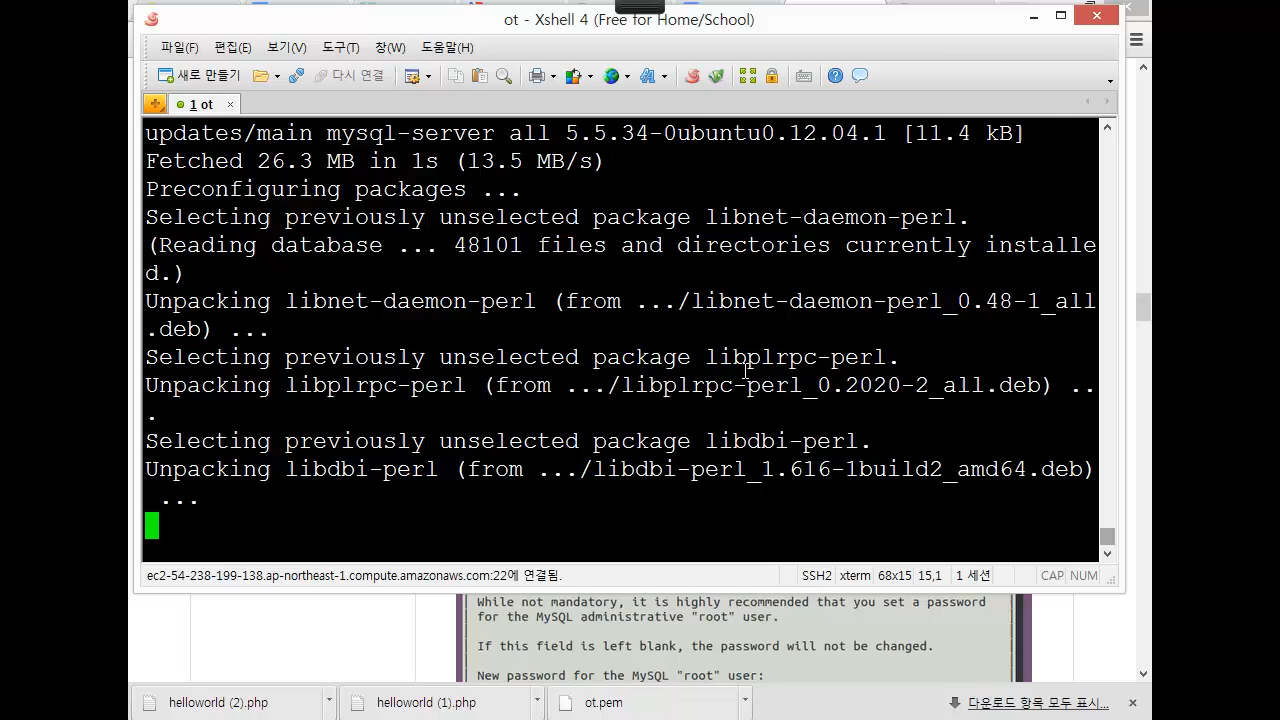 ot - Xshell 4 (Free for Home/School)
파일(F) 편집(E) 보기(V) 도구(T) 창(W) 도움말(H)
새로 만들기 다시 연결
1 ot
updates/main mysql-server all 5.5.34-0ubuntu0.12.04.1 [11.4 kB]
Fetched 26.3 MB in 1s (13.5 MB/s)
Preconfiguring packages ...
Selecting previously unselected package libnet-daemon-perl.
(Reading database ... 48101 files and directories currently installe
d.)
Unpacking libnet-daemon-perl (from .../libnet-daemon-perl_0.48-1_all
.deb) ...
Selecting previously unselected package libplrpc-perl.
Unpacking libplrpc-perl (from .../libplrpc-perl_0.2020-2_all.deb) ..
.
Selecting previously unselected package libdbi-perl.
Unpacking libdbi-perl (from .../libdbi-perl_1.616-1build2_amd64.deb)
 ...
ec2-54-238-199-138.ap-northeast-1.compute.amazonaws.com:22에 연결됨. SSH2 xterm 68x15 15,1 1 세션 CAP NUM
While not mandatory, it is highly recommended that you set a password
for the MySQL administrative "root" user.
If this field is left blank, the password will not be changed.
New password for the MySQL "root" user:
helloworld (2).php helloworld (1).php ot.pem 다운로드 항목 모두 표시...